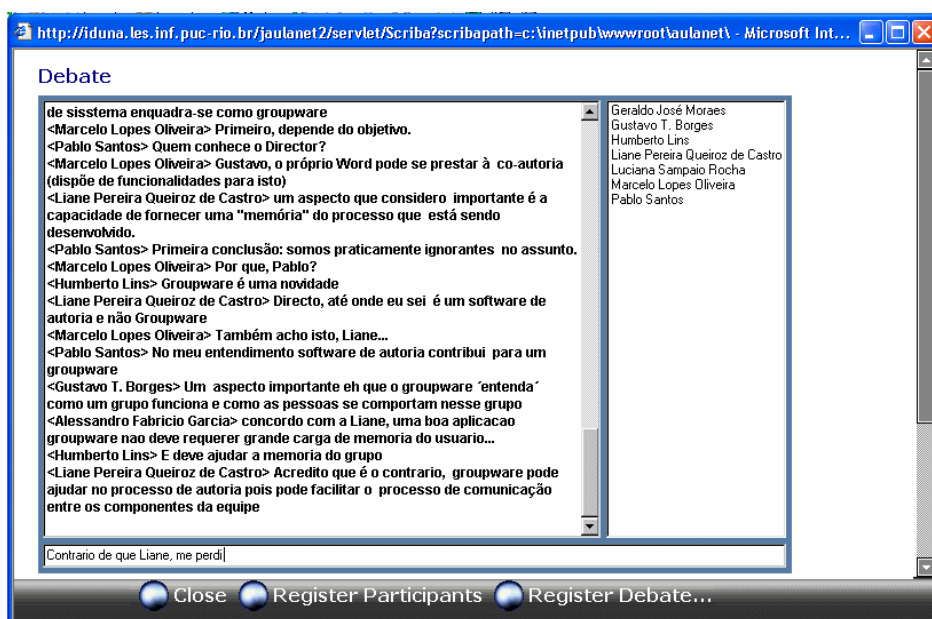 http://iduna.les.inf.puc-rio.br/jaulanet2/servlet/Scriba?scribapath=c:\inetpub\wwwroot\aulanet\ - Microsoft Int...
Debate
de sisstema enquadra-se como groupware
<Marcelo Lopes Oliveira> Primeiro, depende do objetivo.
<Pablo Santos> Quem conhece o Director?
<Marcelo Lopes Oliveira> Gustavo, o próprio Word pode se prestar à co-autoria
(dispõe de funcionalidades para isto)
<Liane Pereira Queiroz de Castro> um aspecto que considero importante é a
capacidade de fornecer uma "memória" do processo que está sendo
desenvolvido.
<Pablo Santos> Primeira conclusão: somos praticamente ignorantes no assunto.
<Marcelo Lopes Oliveira> Por que, Pablo?
<Humberto Lins> Groupware é uma novidade
<Liane Pereira Queiroz de Castro> Directo, até onde eu sei é um software de
autoria e não Groupware
<Marcelo Lopes Oliveira> Também acho isto, Liane...
<Pablo Santos> No meu entendimento software de autoria contribui para um
groupware
<Gustavo T. Borges> Um aspecto importante eh que o groupware ´entenda´
como um grupo funciona e como as pessoas se comportam nesse grupo
<Alessandro Fabricio Garcia> concordo com a Liane, uma boa aplicacao
groupware nao deve requerer grande carga de memoria do usuario...
<Humberto Lins> E deve ajudar a memoria do grupo
<Liane Pereira Queiroz de Castro> Acredito que é o contrario, groupware pode
ajudar no processo de autoria pois pode facilitar o processo de comunicação
entre os componentes da equipe
Geraldo José Moraes
Gustavo T. Borges
Humberto Lins
Liane Pereira Queiroz de Castro
Luciana Sampaio Rocha
Marcelo Lopes Oliveira
Pablo Santos
Contrario de que Liane, me perdi
Close Register Participants Register Debate...